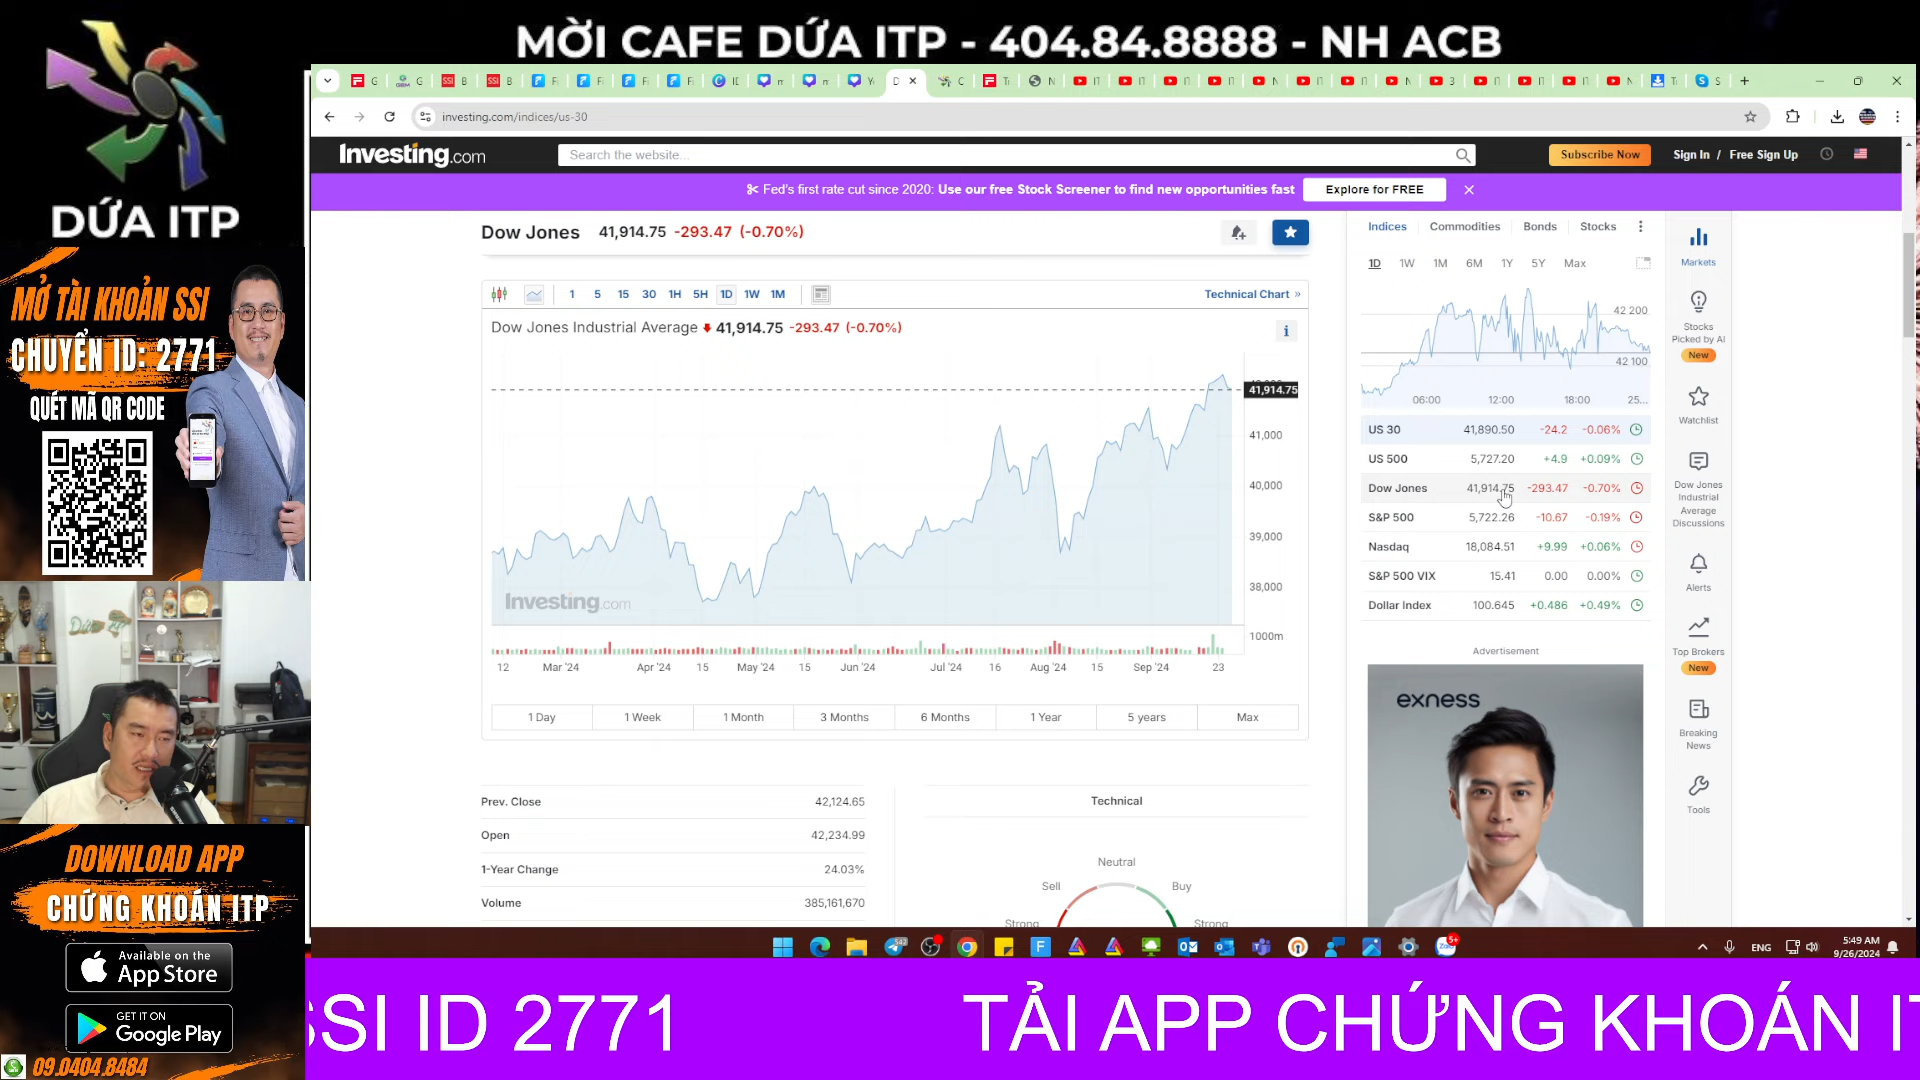 MỜI CAFE DỨA ITP - 404.84.8888 - NH ACB
DỨA ITP
MỞ TÀI KHOẢN SSI
CHUYỂN ID: 2771
QUÉT MÃ QR CODE
DOWNLOAD APP
CHỨNG KHOÁN ITP
Available on the
App Store
GET IT ON
Google Play
09.0404.8484
investing.com/indices/us-30
Investing.com
Search the website...
Subscribe Now
Sign In / Free Sign Up
Fed's first rate cut since 2020: Use our free Stock Screener to find new opportunities fast
Explore for FREE
Dow Jones 41,914.75 -293.47 (-0.70%)
1 5 15 30 1H 5H 1D 1W 1M
Technical Chart »
Dow Jones Industrial Average 41,914.75 -293.47 (-0.70%)
41,914.75
41,000
40,000
39,000
38,000
1000m
Investing.com
12 Mar '24 Apr '24 15 May '24 15 Jun '24 Jul '24 16 Aug '24 15 Sep '24 23
1 Day 1 Week 1 Month 3 Months 6 Months 1 Year 5 years Max
Prev. Close 42,124.65
Open 42,234.99
1-Year Change 24.03%
Volume 385,161,670
Technical
Neutral
Sell Buy
Strong Strong
Indices Commodities Bonds Stocks
1D 1W 1M 6M 1Y 5Y Max
42 200
42 100
06:00 12:00 18:00 25...
US 30 41,890.50 -24.2 -0.06%
US 500 5,727.20 +4.9 +0.09%
Dow Jones 41,914.75 -293.47 -0.70%
S&P 500 5,722.26 -10.67 -0.19%
Nasdaq 18,084.51 +9.99 +0.06%
S&P 500 VIX 15.41 0.00 0.00%
Dollar Index 100.645 +0.486 +0.49%
Advertisement
exness
Markets
Stocks
Picked by AI
New
Watchlist
Dow Jones
Industrial
Average
Discussions
Alerts
Top Brokers
New
Breaking
News
Tools
ENG
5:49 AM
9/26/2024
SSI ID 2771 TẢI APP CHỨNG KHOÁN IT